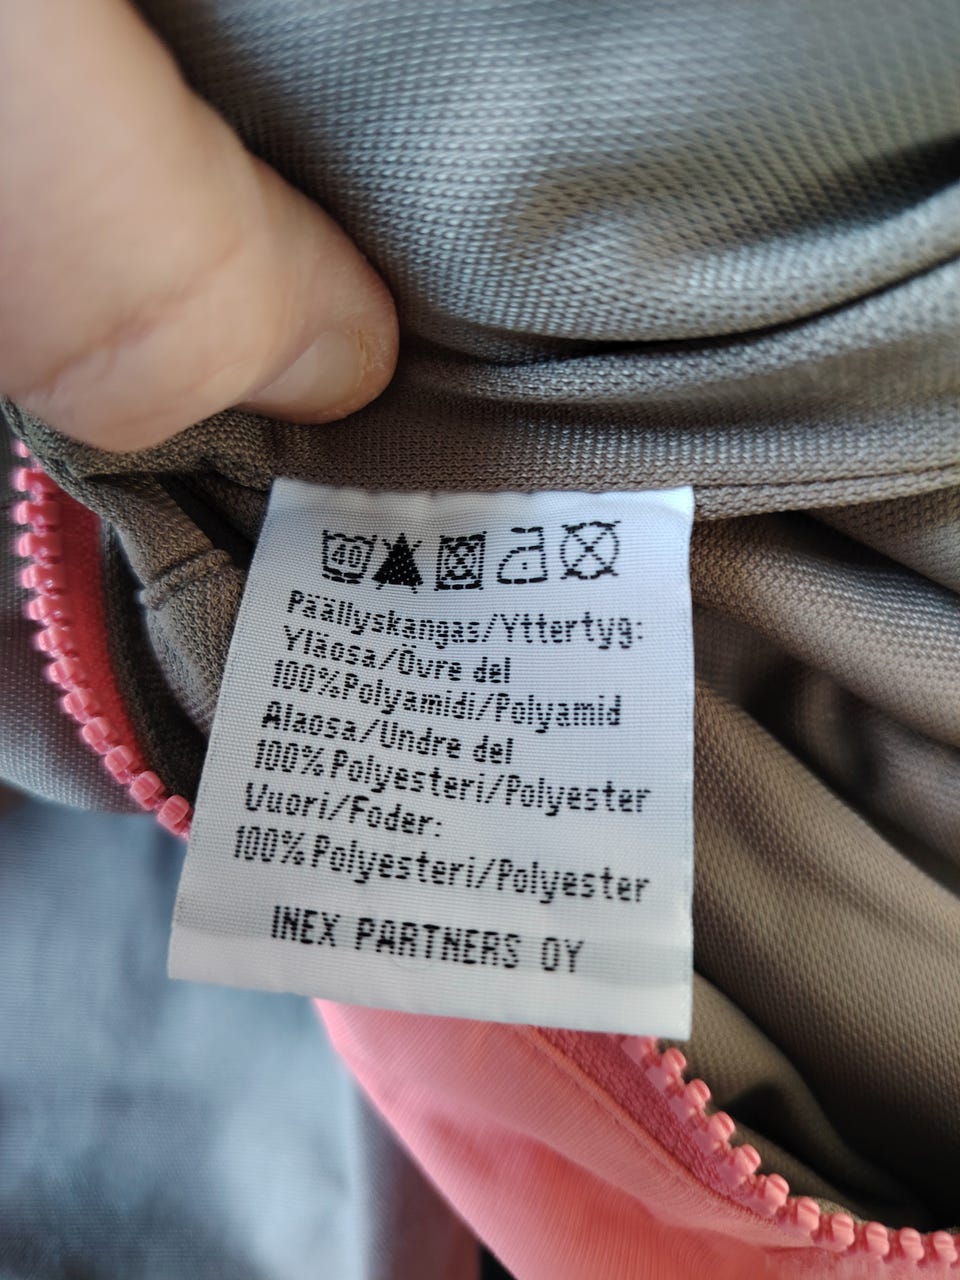 40
Päällyskangas/Yttertyg:
Yläosa/Övre del
100%Polyamidi/Polyamid
Alaosa/Undre del
100%Polyesteri/Polyester
Vuori/Foder:
100%Polyesteri/Polyester
INEX PARTNERS OY